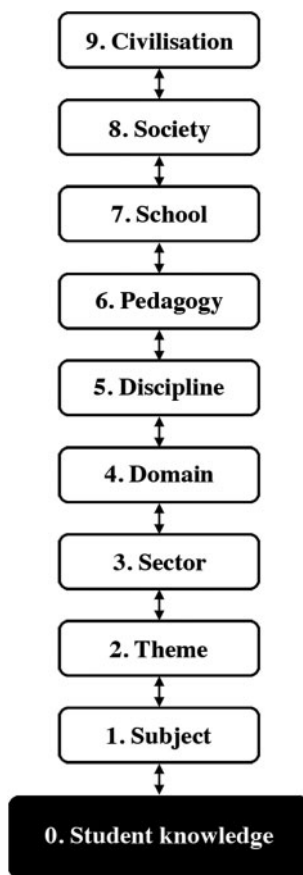 9. Civilisation
8. Society
7. School
6. Pedagogy
5. Discipline
4. Domain
3. Sector
2. Theme
1. Subject
0. Student knowledge